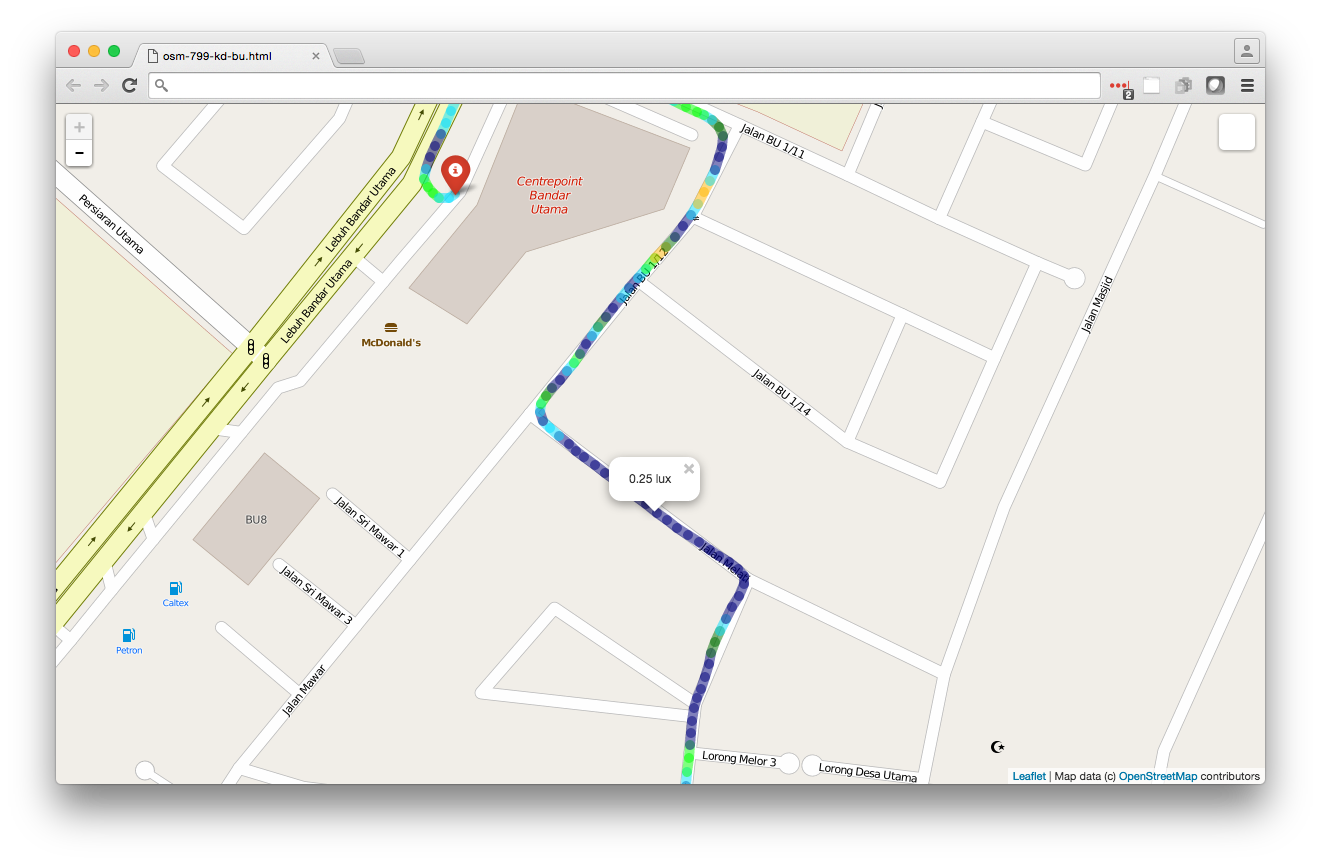 osm-799-kd-bu.html
2
+
−
Jalan BU 1/11
Lebuh Bandar Utama
Persiaran Utama
Centrepoint
Bandar
Utama
Lebuh Bandar Utama
Jalan BU 1/12
Jalan Masjid
McDonald's
Jalan BU 1/14
0.25 lux
×
BU8
Jalan Sri Mawar 1
Jalan Melati
Jalan Sri Mawar 3
Caltex
Petron
Jalan Mawar
Lorong Melor 3
Lorong Desa Utama
Leaflet | Map data (c) OpenStreetMap contributors